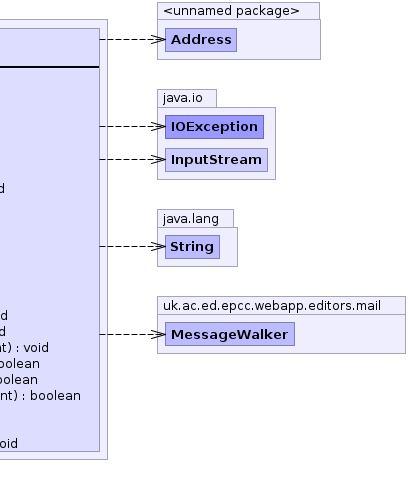 <unnamed package>
Address
java.io
IOException
InputStream
d
java.lang
String
uk.ac.ed.epcc.webapp.editors.mail
d
d
MessageWalker
nt) : void
oolean
oolean
nt) : boolean
oid